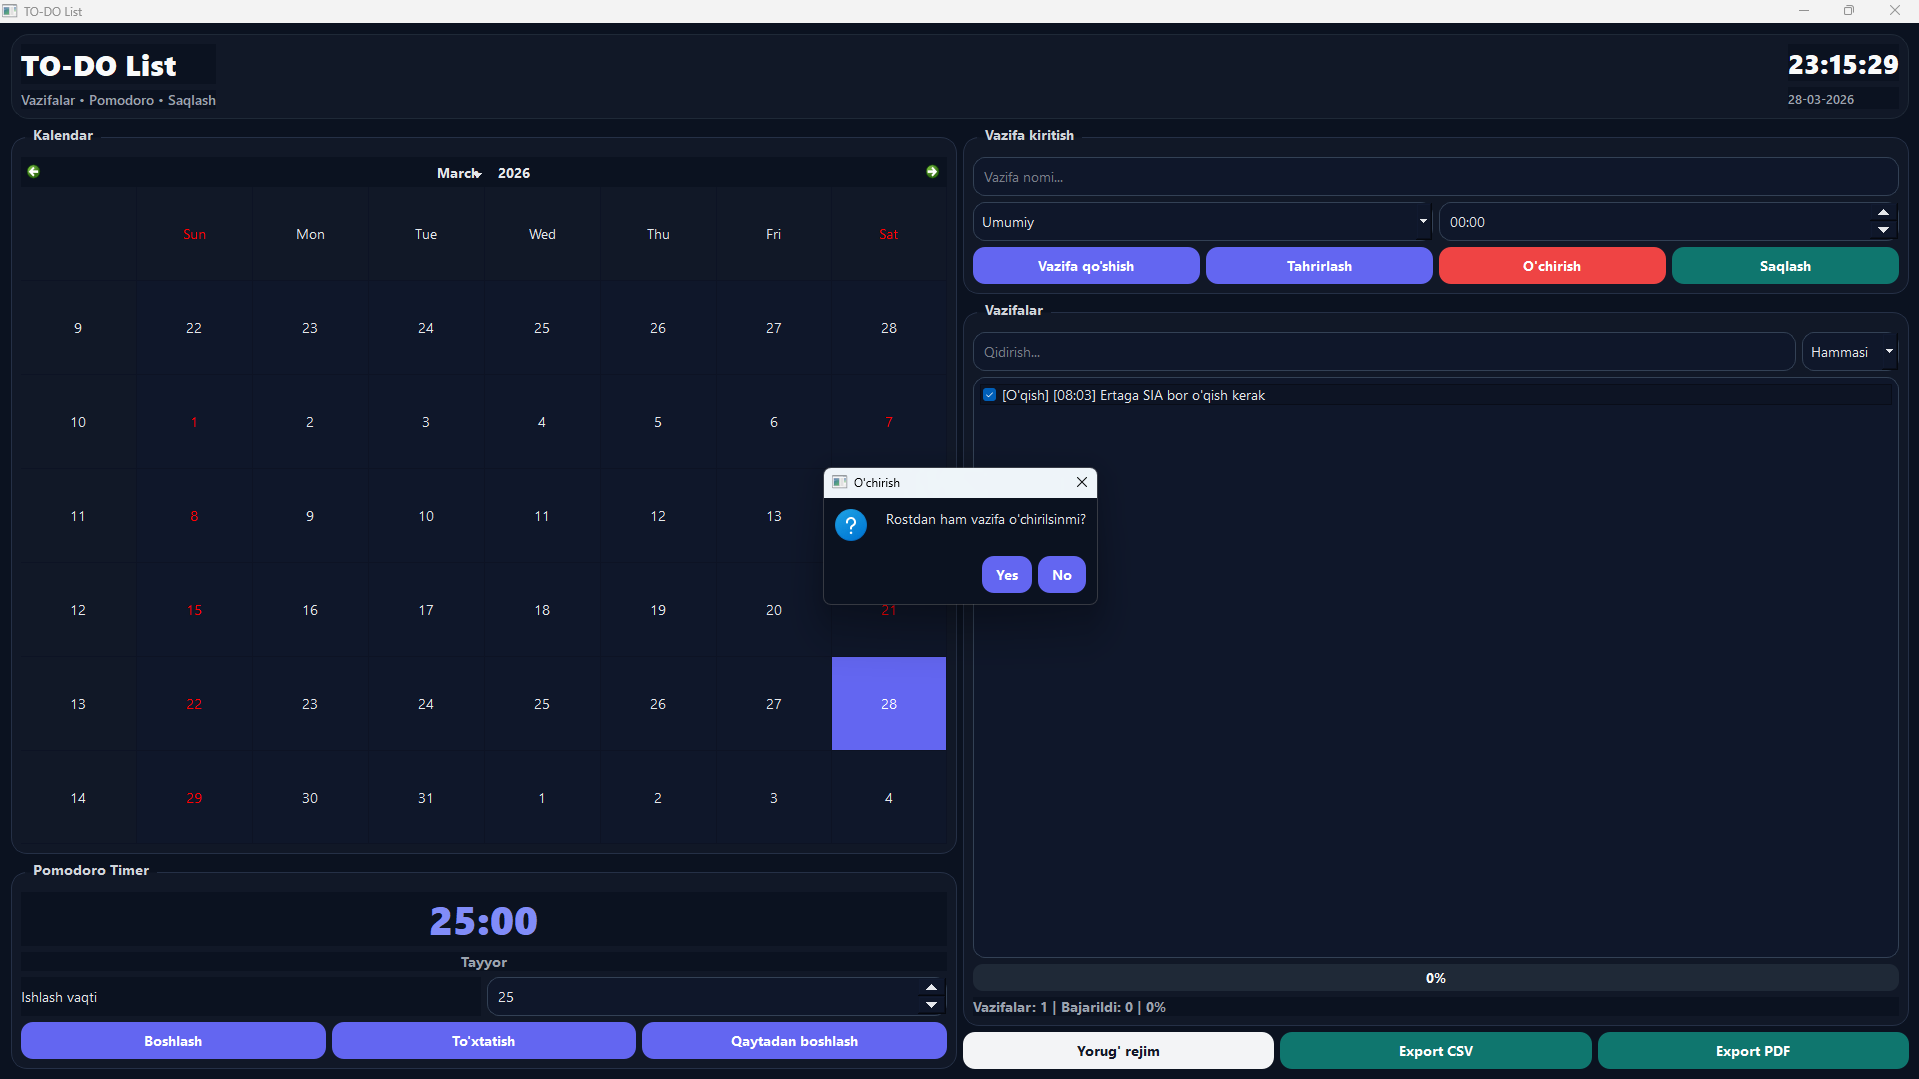 TO-DO List
TO-DO List
Vazifalar • Pomodoro • Saqlash
23:15:29
28-03-2026
Kalendar
March 2026
Sun Mon Tue Wed Thu Fri Sat
9 22 23 24 25 26 27 28
10 1 2 3 4 5 6 7
11 8 9 10 11 12 13
12 15 16 17 18 19 20 21
13 22 23 24 25 26 27 28
14 29 30 31 1 2 3 4
Pomodoro Timer
25:00
Tayyor
Ishlash vaqti 25
Boshlash To'xtatish Qaytadan boshlash
Vazifa kiritish
Vazifa nomi...
Umumiy 00:00
Vazifa qo'shish Tahrirlash O'chirish Saqlash
Vazifalar
Qidirish... Hammasi
[O'qish] [08:03] Ertaga SIA bor o'qish kerak
O'chirish
Rostdan ham vazifa o'chirilsinmi?
Yes No
0%
Vazifalar: 1 | Bajarildi: 0 | 0%
Yorug' rejim Export CSV Export PDF